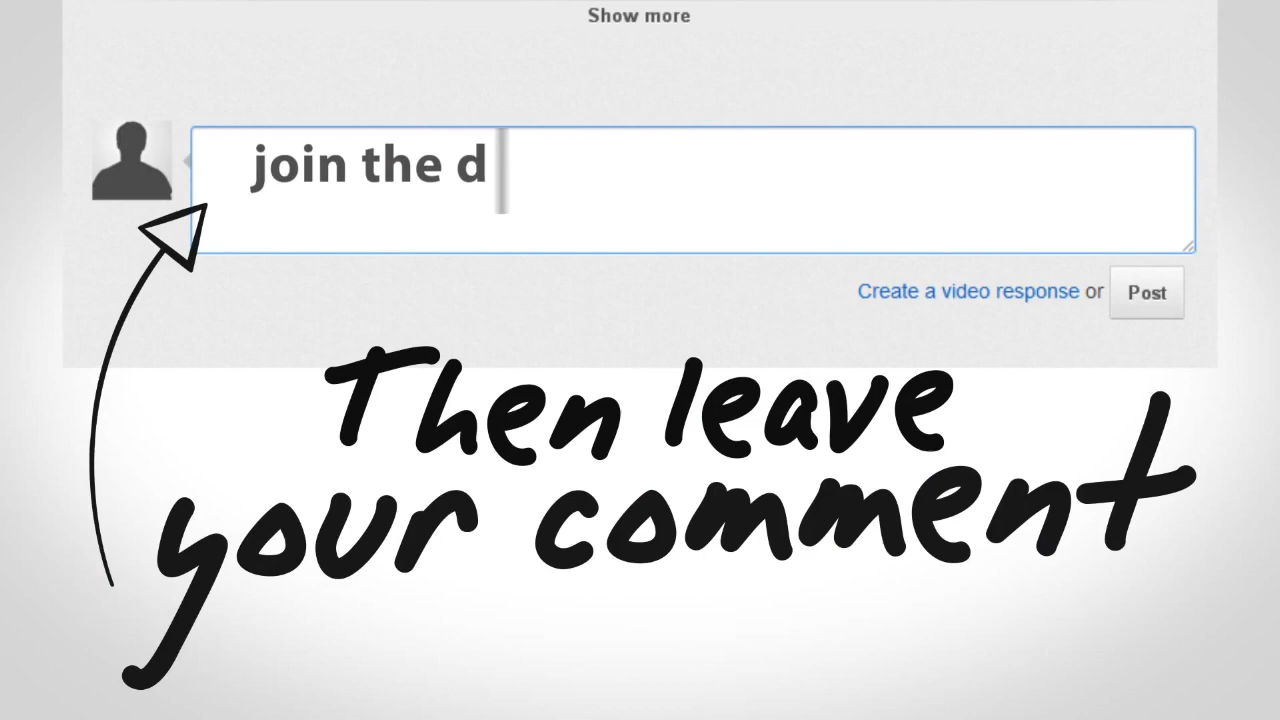 Show more
join the d
Create a video response or Post
Then leave
your comment